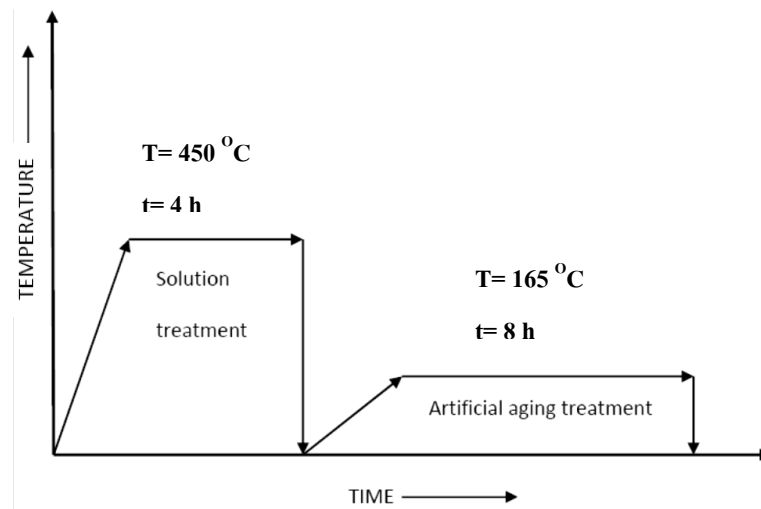 T= 450 °C
t= 4 h
TEMPERATURE
Solution
treatment
T= 165 °C
t= 8 h
Artificial aging treatment
TIME